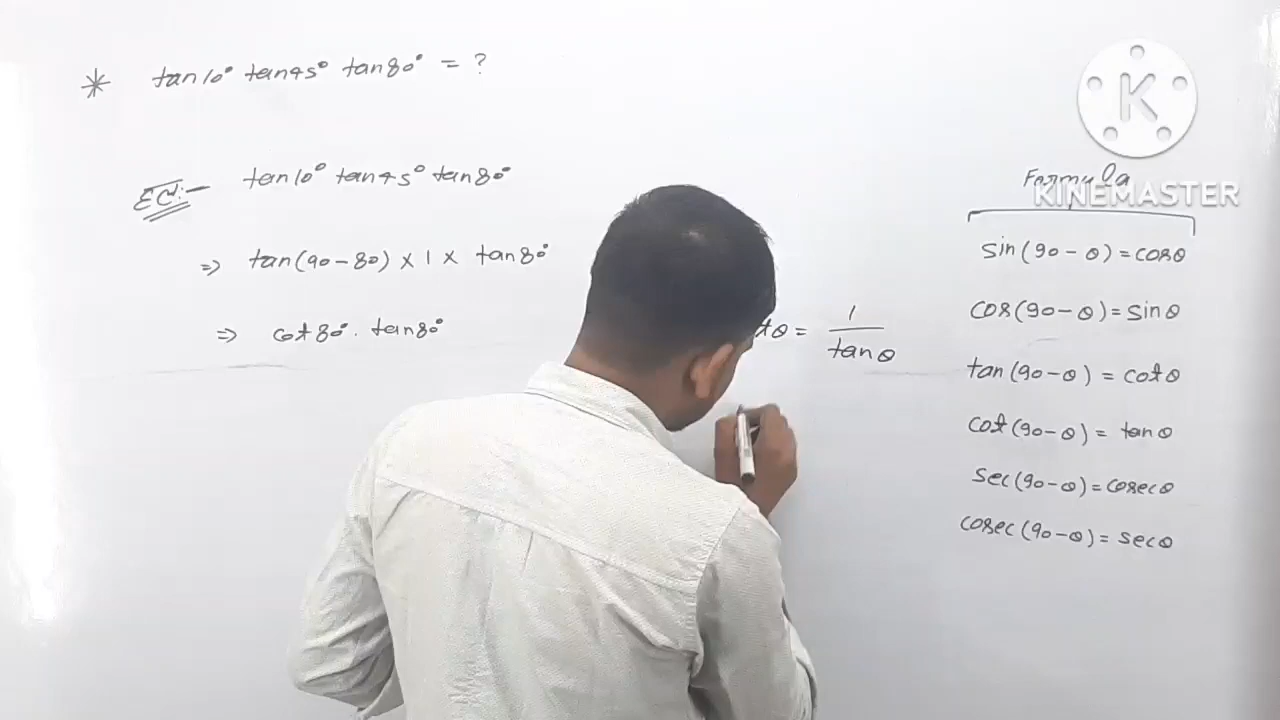 * tan10° tan45° tan80° = ?
tan10° tan45° tan80°
⇒ tan(90-80) × 1 × tan80°
⇒ cot80° · tan80°
θ = 1/tanθ
K
Formula
KINEMASTER
sin(90-θ)=cosθ
cos(90-θ)=sinθ
tan(90-θ) = cotθ
cot(90-θ) = tanθ
sec(90-θ)=cosecθ
cosec(90-θ)= secθ